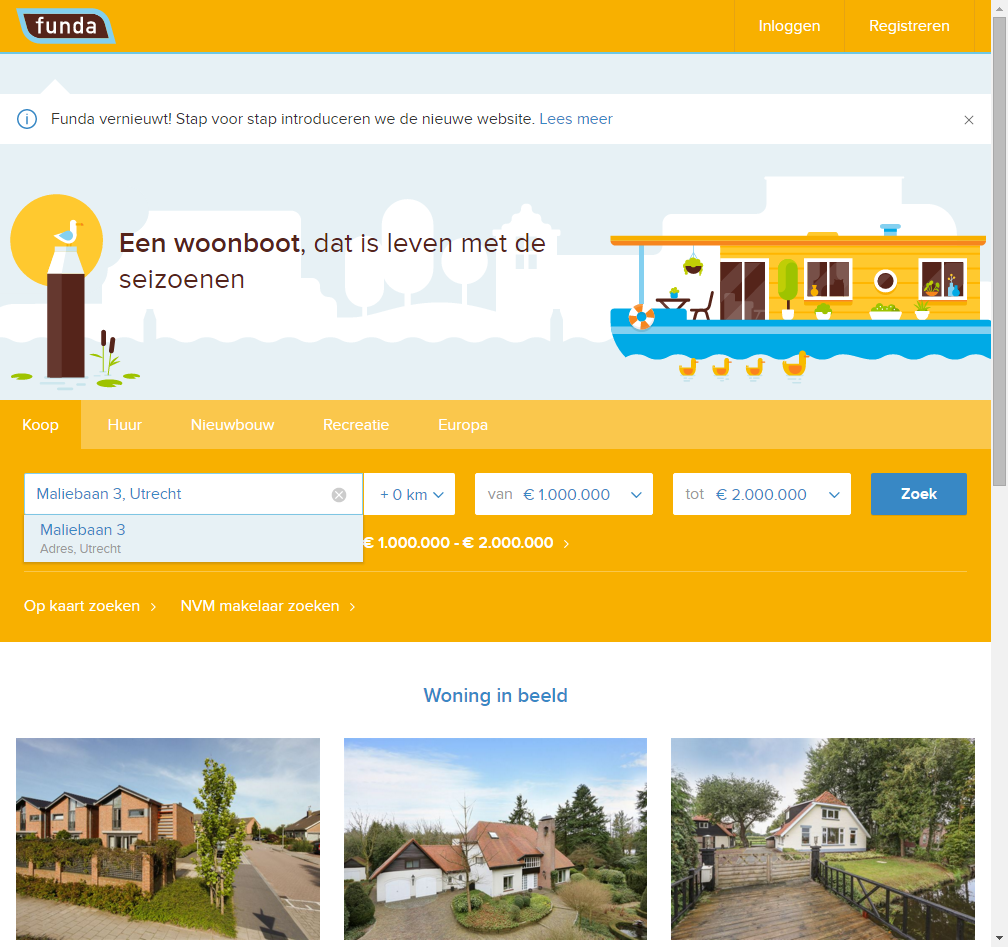 funda
Inloggen
Registreren
Funda vernieuwt! Stap voor stap introduceren we de nieuwe website. Lees meer
Een woonboot, dat is leven met de
seizoenen
Koop
Huur
Nieuwbouw
Recreatie
Europa
Maliebaan 3, Utrecht
+ 0 km
van € 1.000.000
tot € 2.000.000
Zoek
Maliebaan 3
Adres, Utrecht
€ 1.000.000 - € 2.000.000
Op kaart zoeken
NVM makelaar zoeken
Woning in beeld